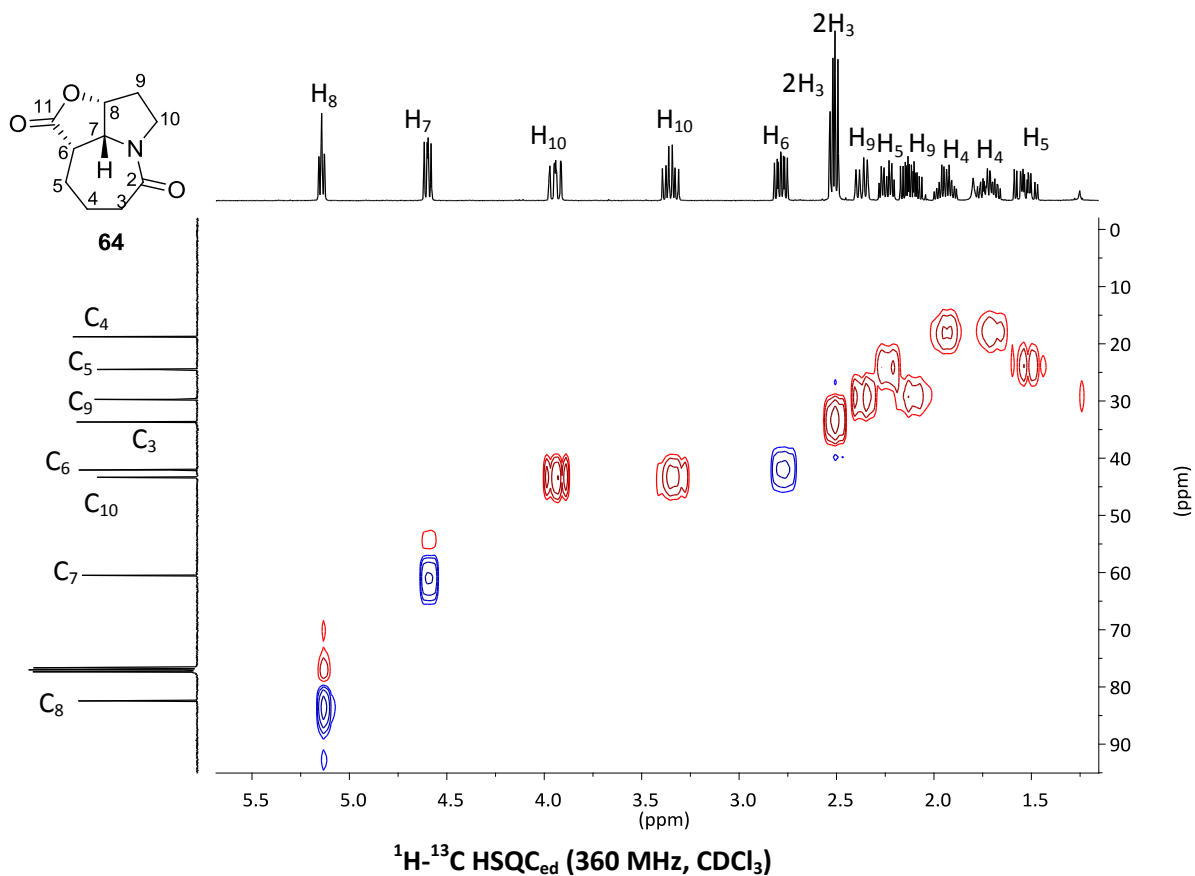 2H₃
2H₃
H₈
H₇
H₁₀
H₁₀
H₆
H₉
H₅
H₉
H₄
H₄
H₅
9
O
11
8
10
O
7
6
N
H
2
5
4
3
O
64
C₄
C₅
C₉
C₃
C₆
C₁₀
C₇
C₈
0
10
20
30
40
50
60
70
80
90
(ppm)
5.5 5.0 4.5 4.0 3.5 3.0 2.5 2.0 1.5
(ppm)
¹H-¹³C HSQCₑd (360 MHz, CDCl₃)